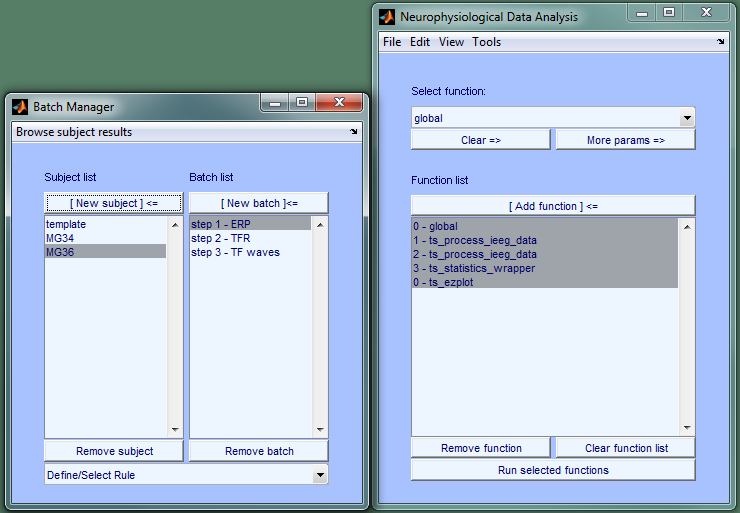 Batch Manager
Browse subject results
Subject list
Batch list
[ New subject ] <=
[ New batch ]<=
template
MG34
MG36
step 1 - ERP
step 2 - TFR
step 3 - TF waves
Remove subject
Remove batch
Define/Select Rule
Neurophysiological Data Analysis
File Edit View Tools
Select function:
global
Clear =>
More params =>
Function list
[ Add function ] <=
0 - global
1 - ts_process_ieeg_data
2 - ts_process_ieeg_data
3 - ts_statistics_wrapper
0 - ts_ezplot
Remove function
Clear function list
Run selected functions